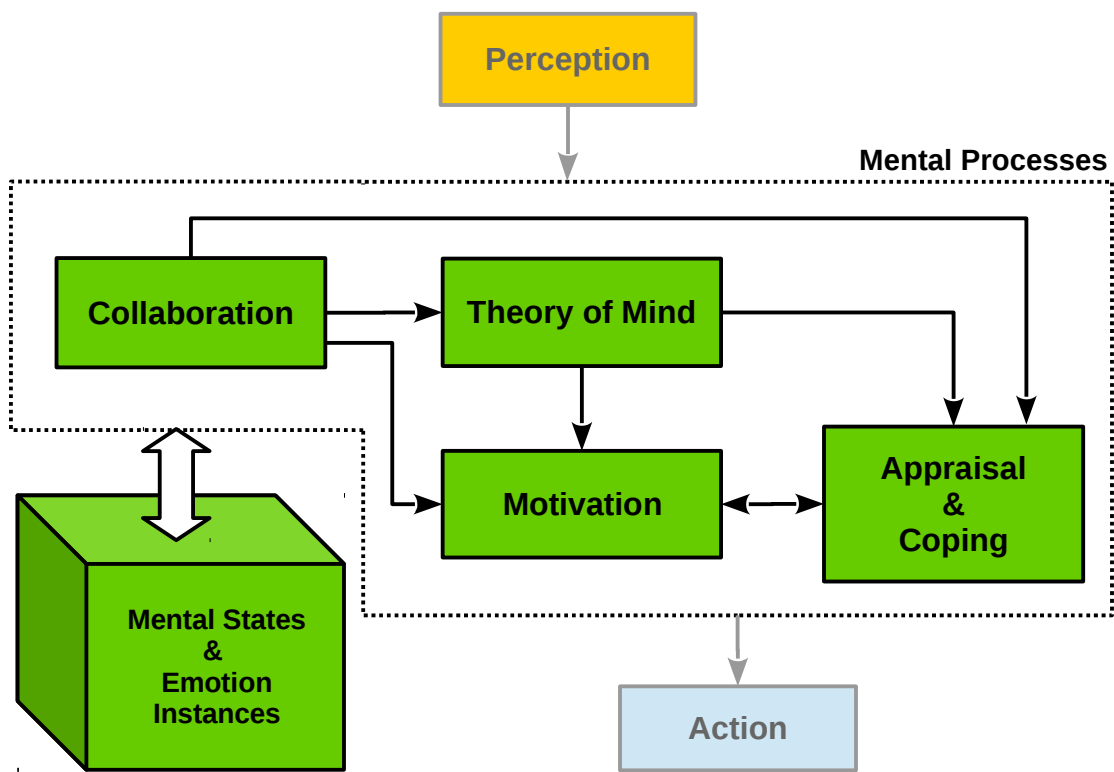 Perception
Mental Processes
Collaboration
Theory of Mind
Motivation
Appraisal
&
Coping
Mental States
&
Emotion
Instances
Action